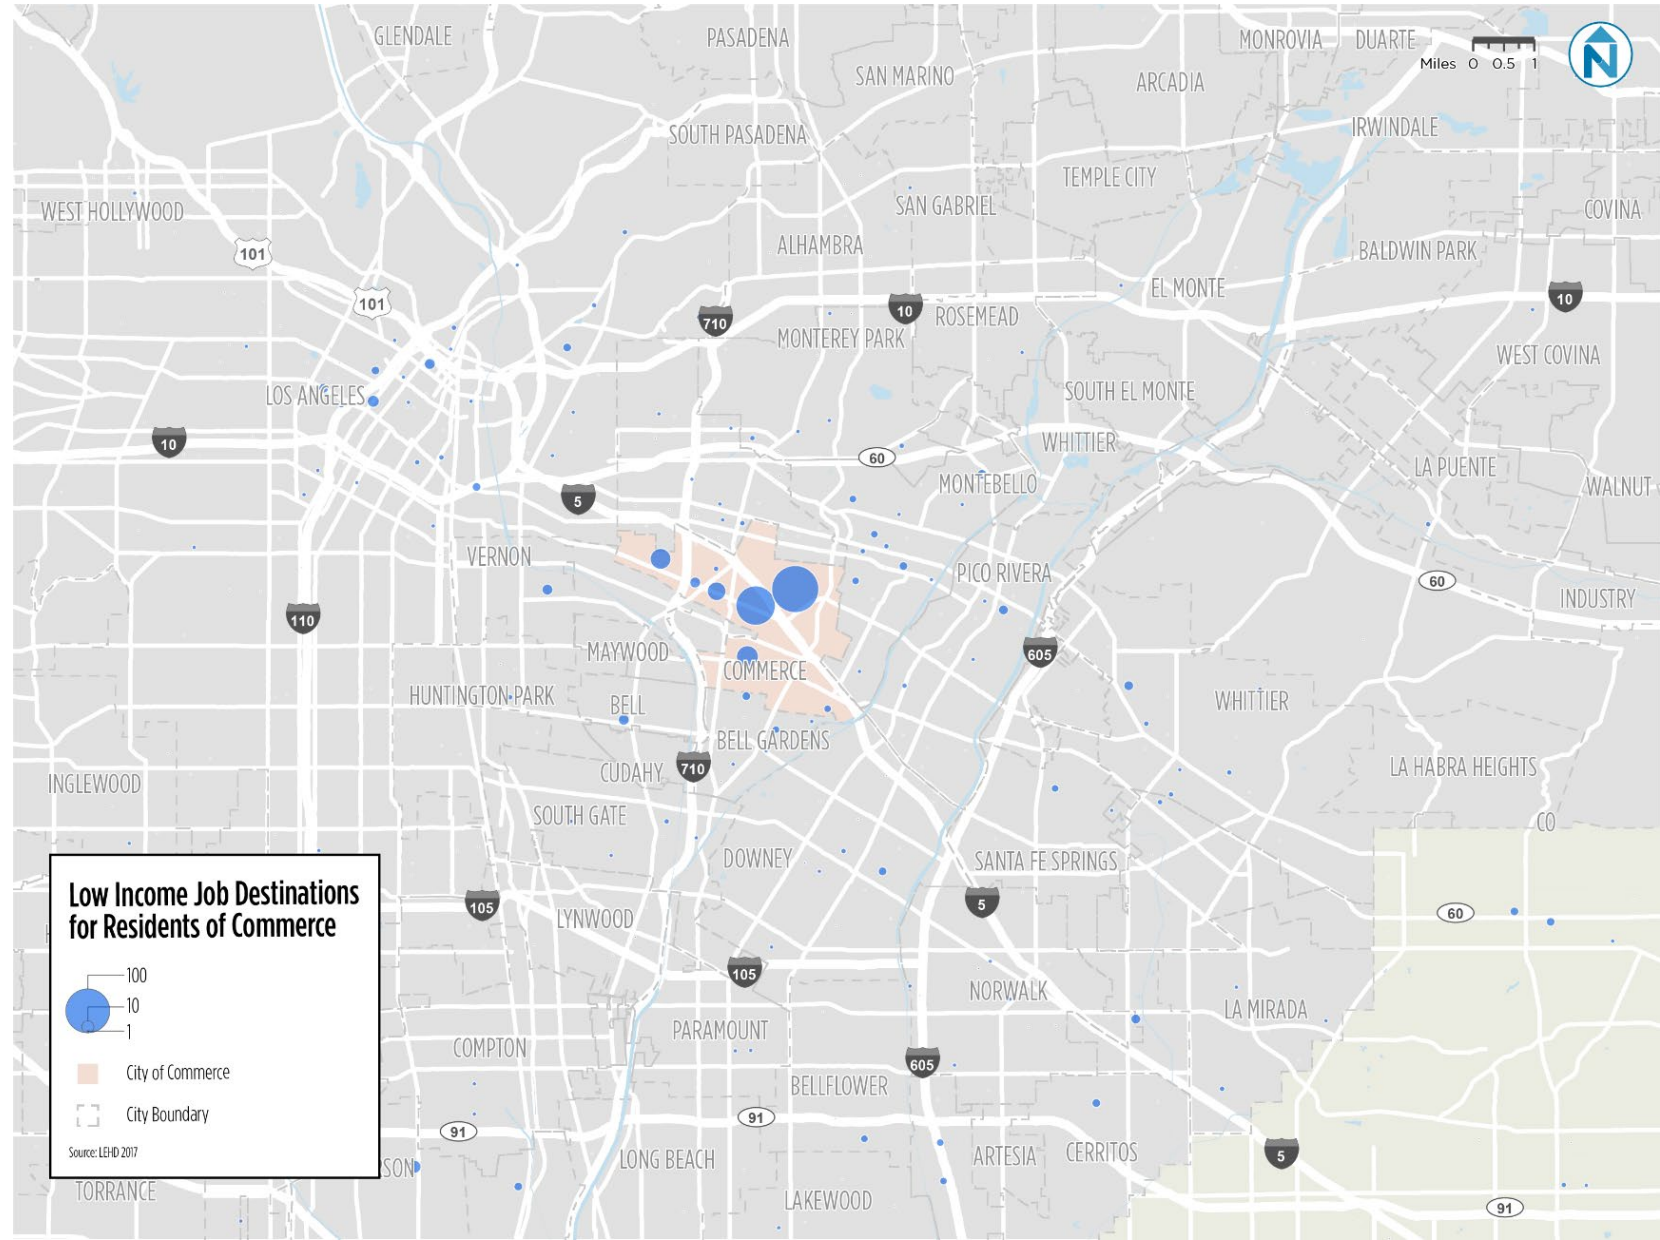 GLENDALE
PASADENA
MONROVIA
DUARTE
Miles 0 0.5 1
N
SAN MARINO
ARCADIA
SOUTH PASADENA
IRWINDALE
TEMPLE CITY
WEST HOLLYWOOD
SAN GABRIEL
COVINA
101
ALHAMBRA
BALDWIN PARK
101
EL MONTE
10
710
10
ROSEMEAD
MONTEREY PARK
WEST COVINA
LOS ANGELES
SOUTH EL MONTE
10
WHITTIER
60
LA PUENTE
MONTEBELLO
WALNUT
5
VERNON
PICO RIVERA
60
INDUSTRY
110
MAYWOOD
605
COMMERCE
HUNTINGTON PARK
BELL
WHITTIER
BELL GARDENS
CUDAHY
710
LA HABRA HEIGHTS
INGLEWOOD
SOUTH GATE
CO
DOWNEY
SANTA FE SPRINGS
105
5
60
LYNWOOD
105
NORWALK
LA MIRADA
PARAMOUNT
COMPTON
605
BELLFLOWER
91
91
ARTESIA
CERRITOS
5
SON
LONG BEACH
TORRANCE
LAKEWOOD
91
Low Income Job Destinations
for Residents of Commerce
100
10
1
City of Commerce
City Boundary
Source: LEHD 2017